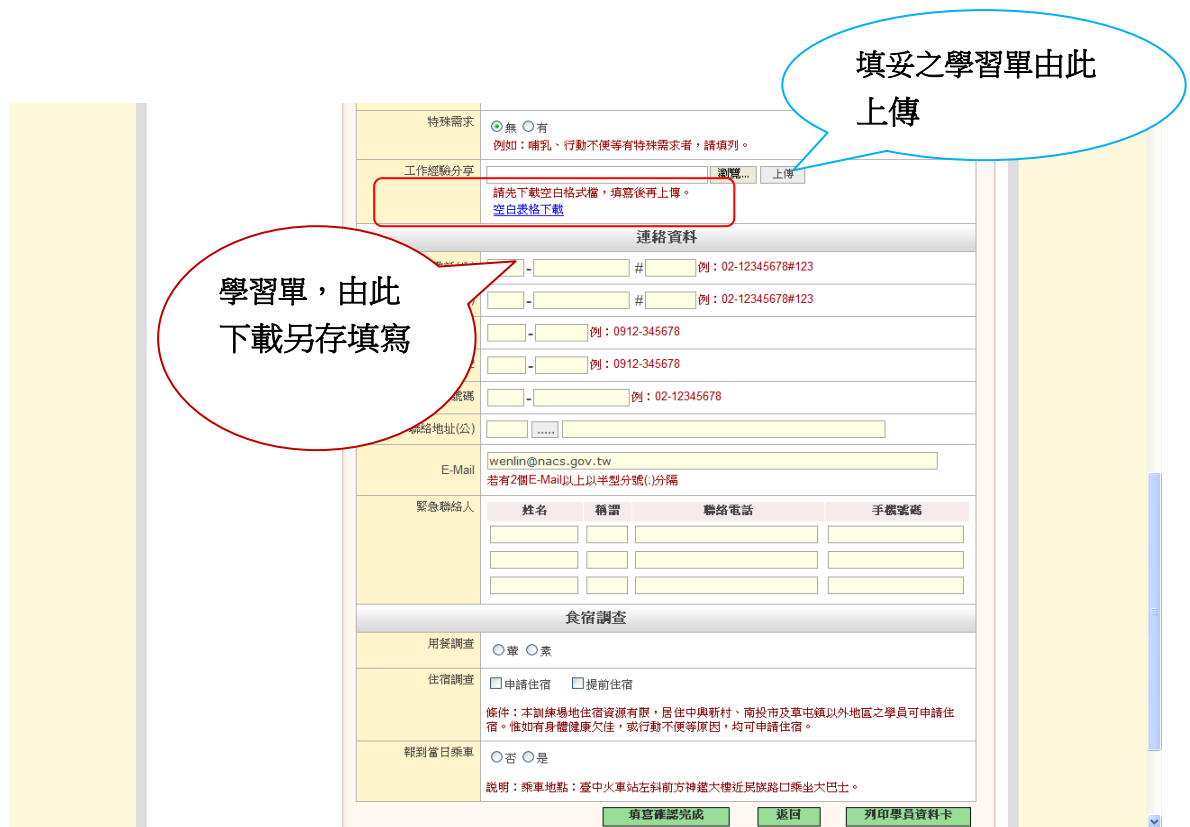 填妥之學習單由此
上傳
特殊需求
無 有
例如：哺乳、行動不便等有特殊需求者，請填列。
工作經驗分享
瀏覽... 上傳
請先下載空白格式檔，填寫後再上傳。
空白表格下載
連絡資料
- # 例：02-12345678#123
學習單，由此
下載另存填寫
- # 例：02-12345678#123
- 例：0912-345678
- 例：0912-345678
號碼 - 例：02-12345678
聯絡地址(公) .....
E-Mail
wenlin@nacs.gov.tw
若有2個E-Mail以上以半型分號(;)分隔
緊急聯絡人
姓名 稱謂 聯絡電話 手機號碼
食宿調查
用餐調查
葷 素
住宿調查
申請住宿 提前住宿
條件：本訓練場地住宿資源有限，居住中興新村、南投市及草屯鎮以外地區之學員可申請住
宿。惟如有身體健康欠佳，或行動不便等原因，均可申請住宿。
報到當日乘車
否 是
說明：乘車地點：臺中火車站左斜前方神鑑大樓近民族路口乘坐大巴士。
填寫確認完成 返回 列印學員資料卡